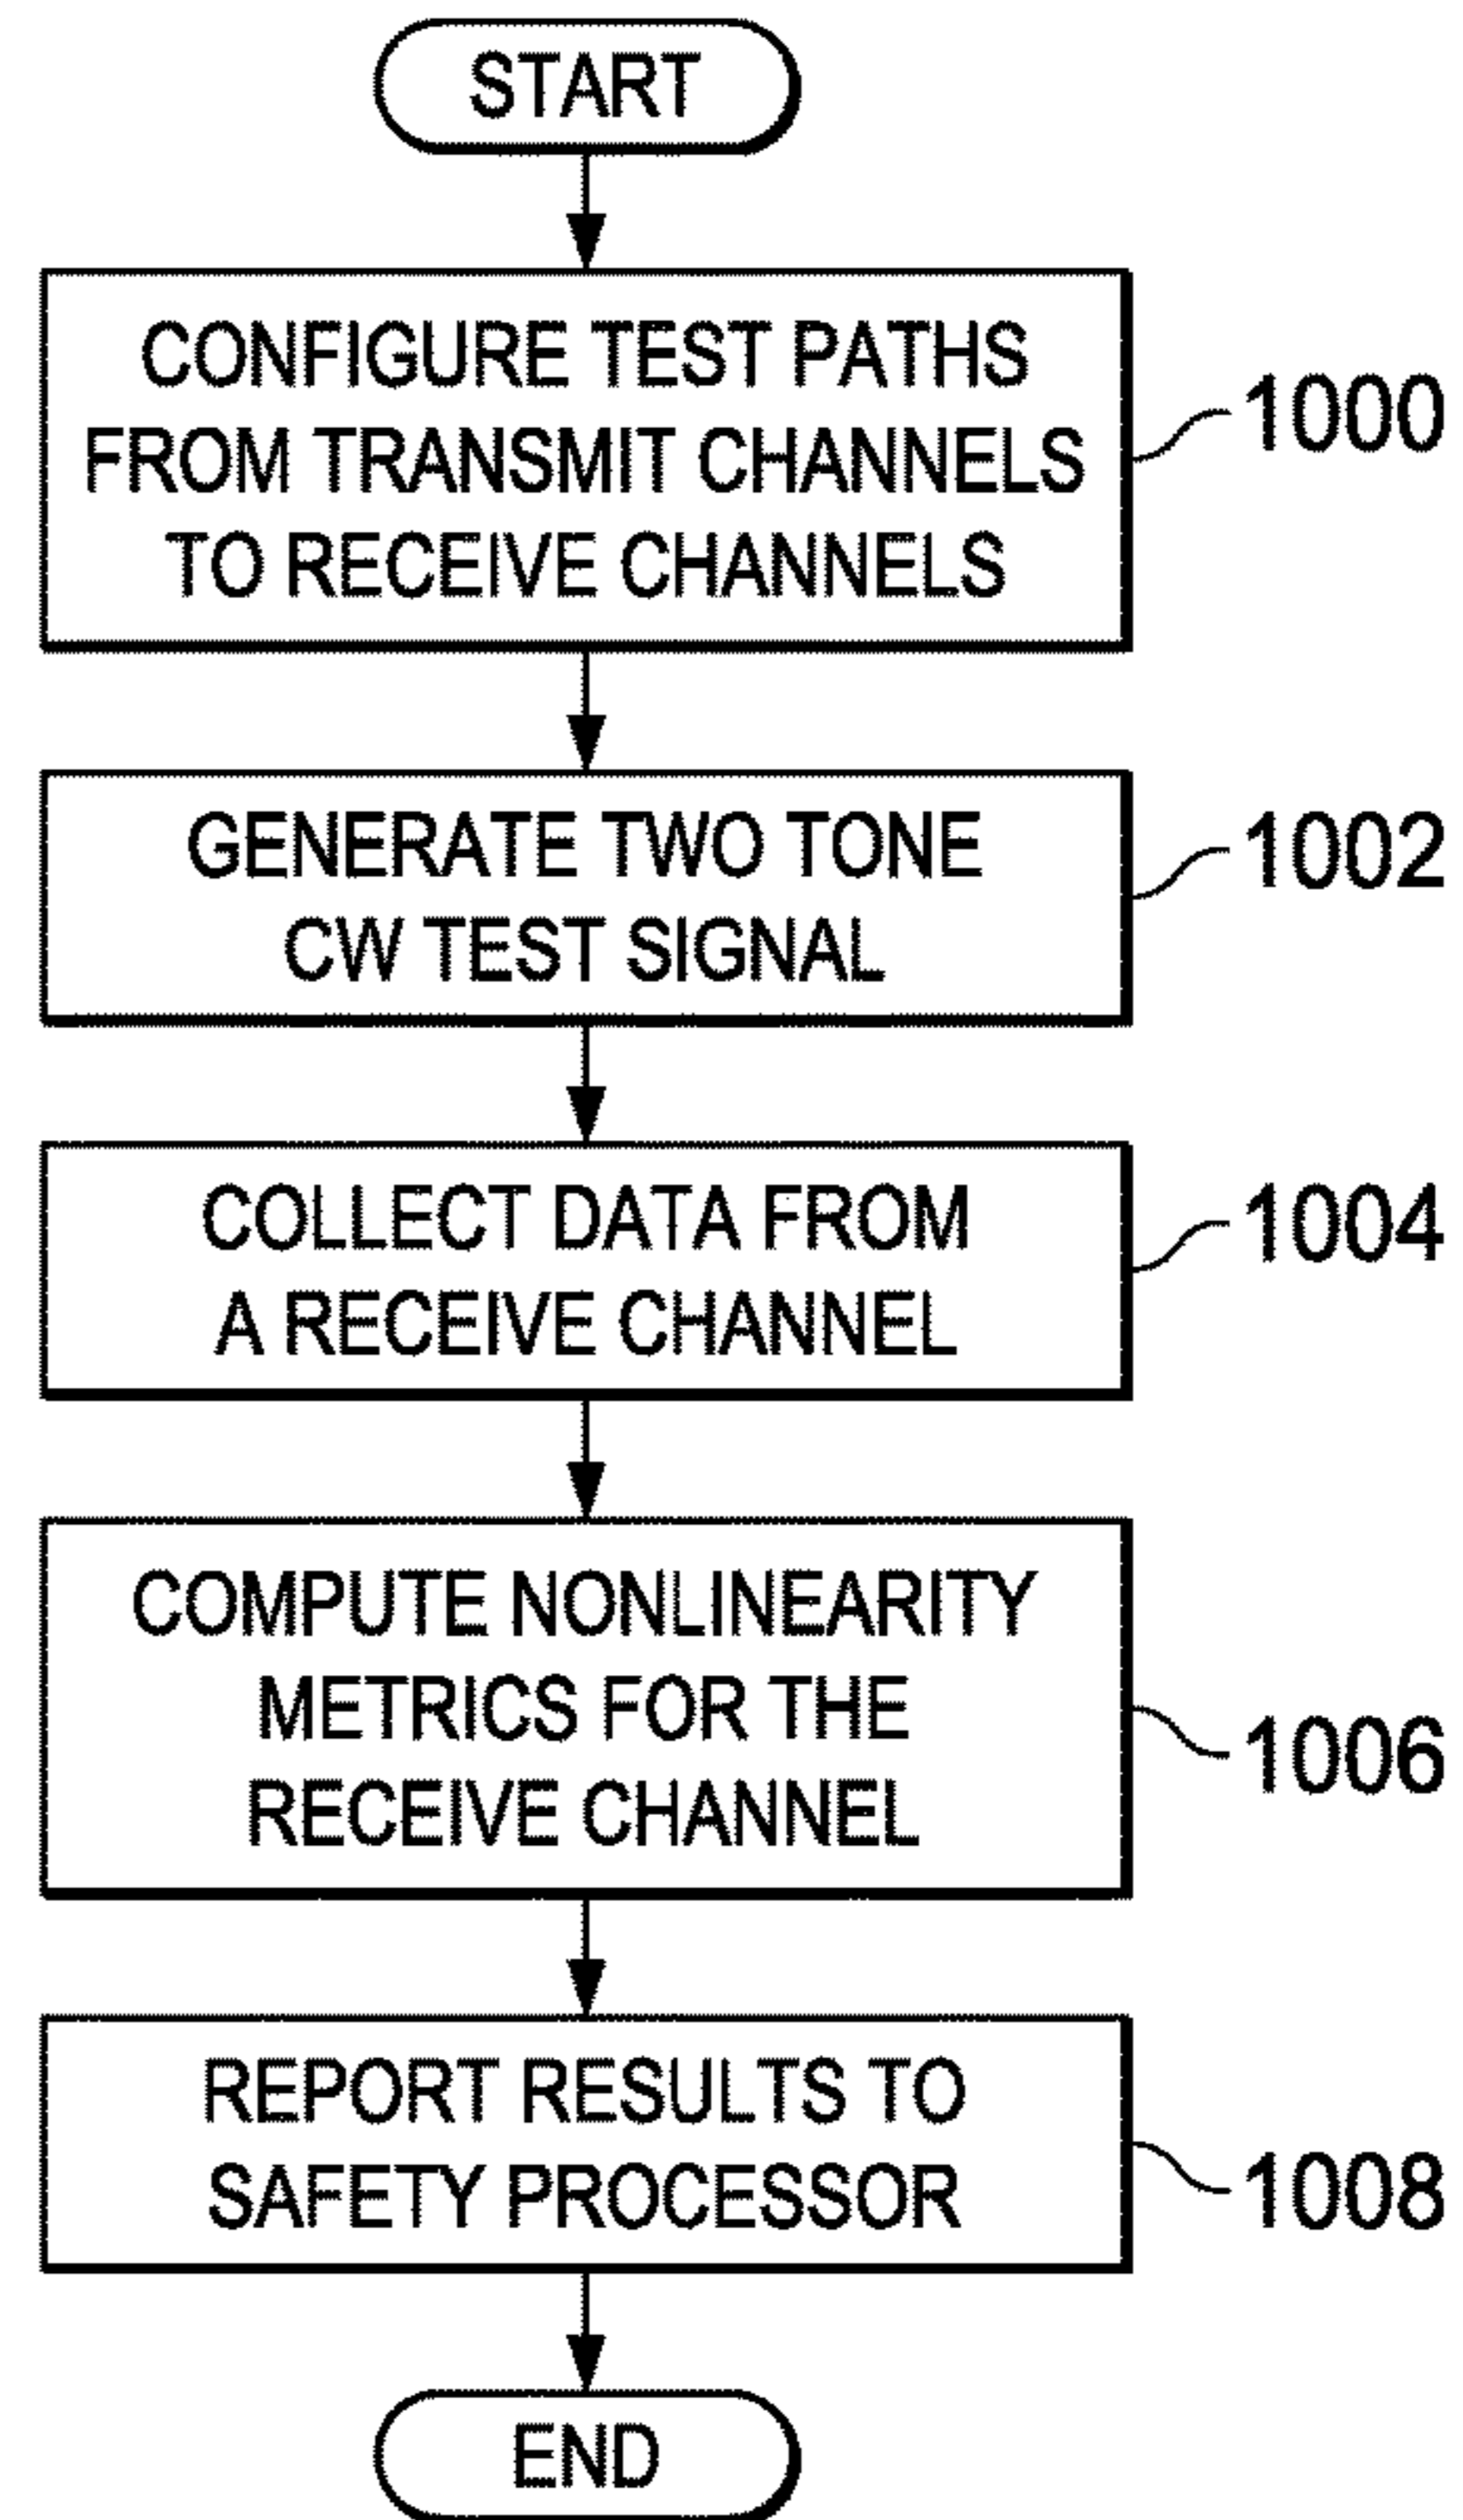 START
CONFIGURE TEST PATHS
FROM TRANSMIT CHANNELS
TO RECEIVE CHANNELS
1000
GENERATE TWO TONE
CW TEST SIGNAL
1002
COLLECT DATA FROM
A RECEIVE CHANNEL
1004
COMPUTE NONLINEARITY
METRICS FOR THE
RECEIVE CHANNEL
1006
REPORT RESULTS TO
SAFETY PROCESSOR
1008
END